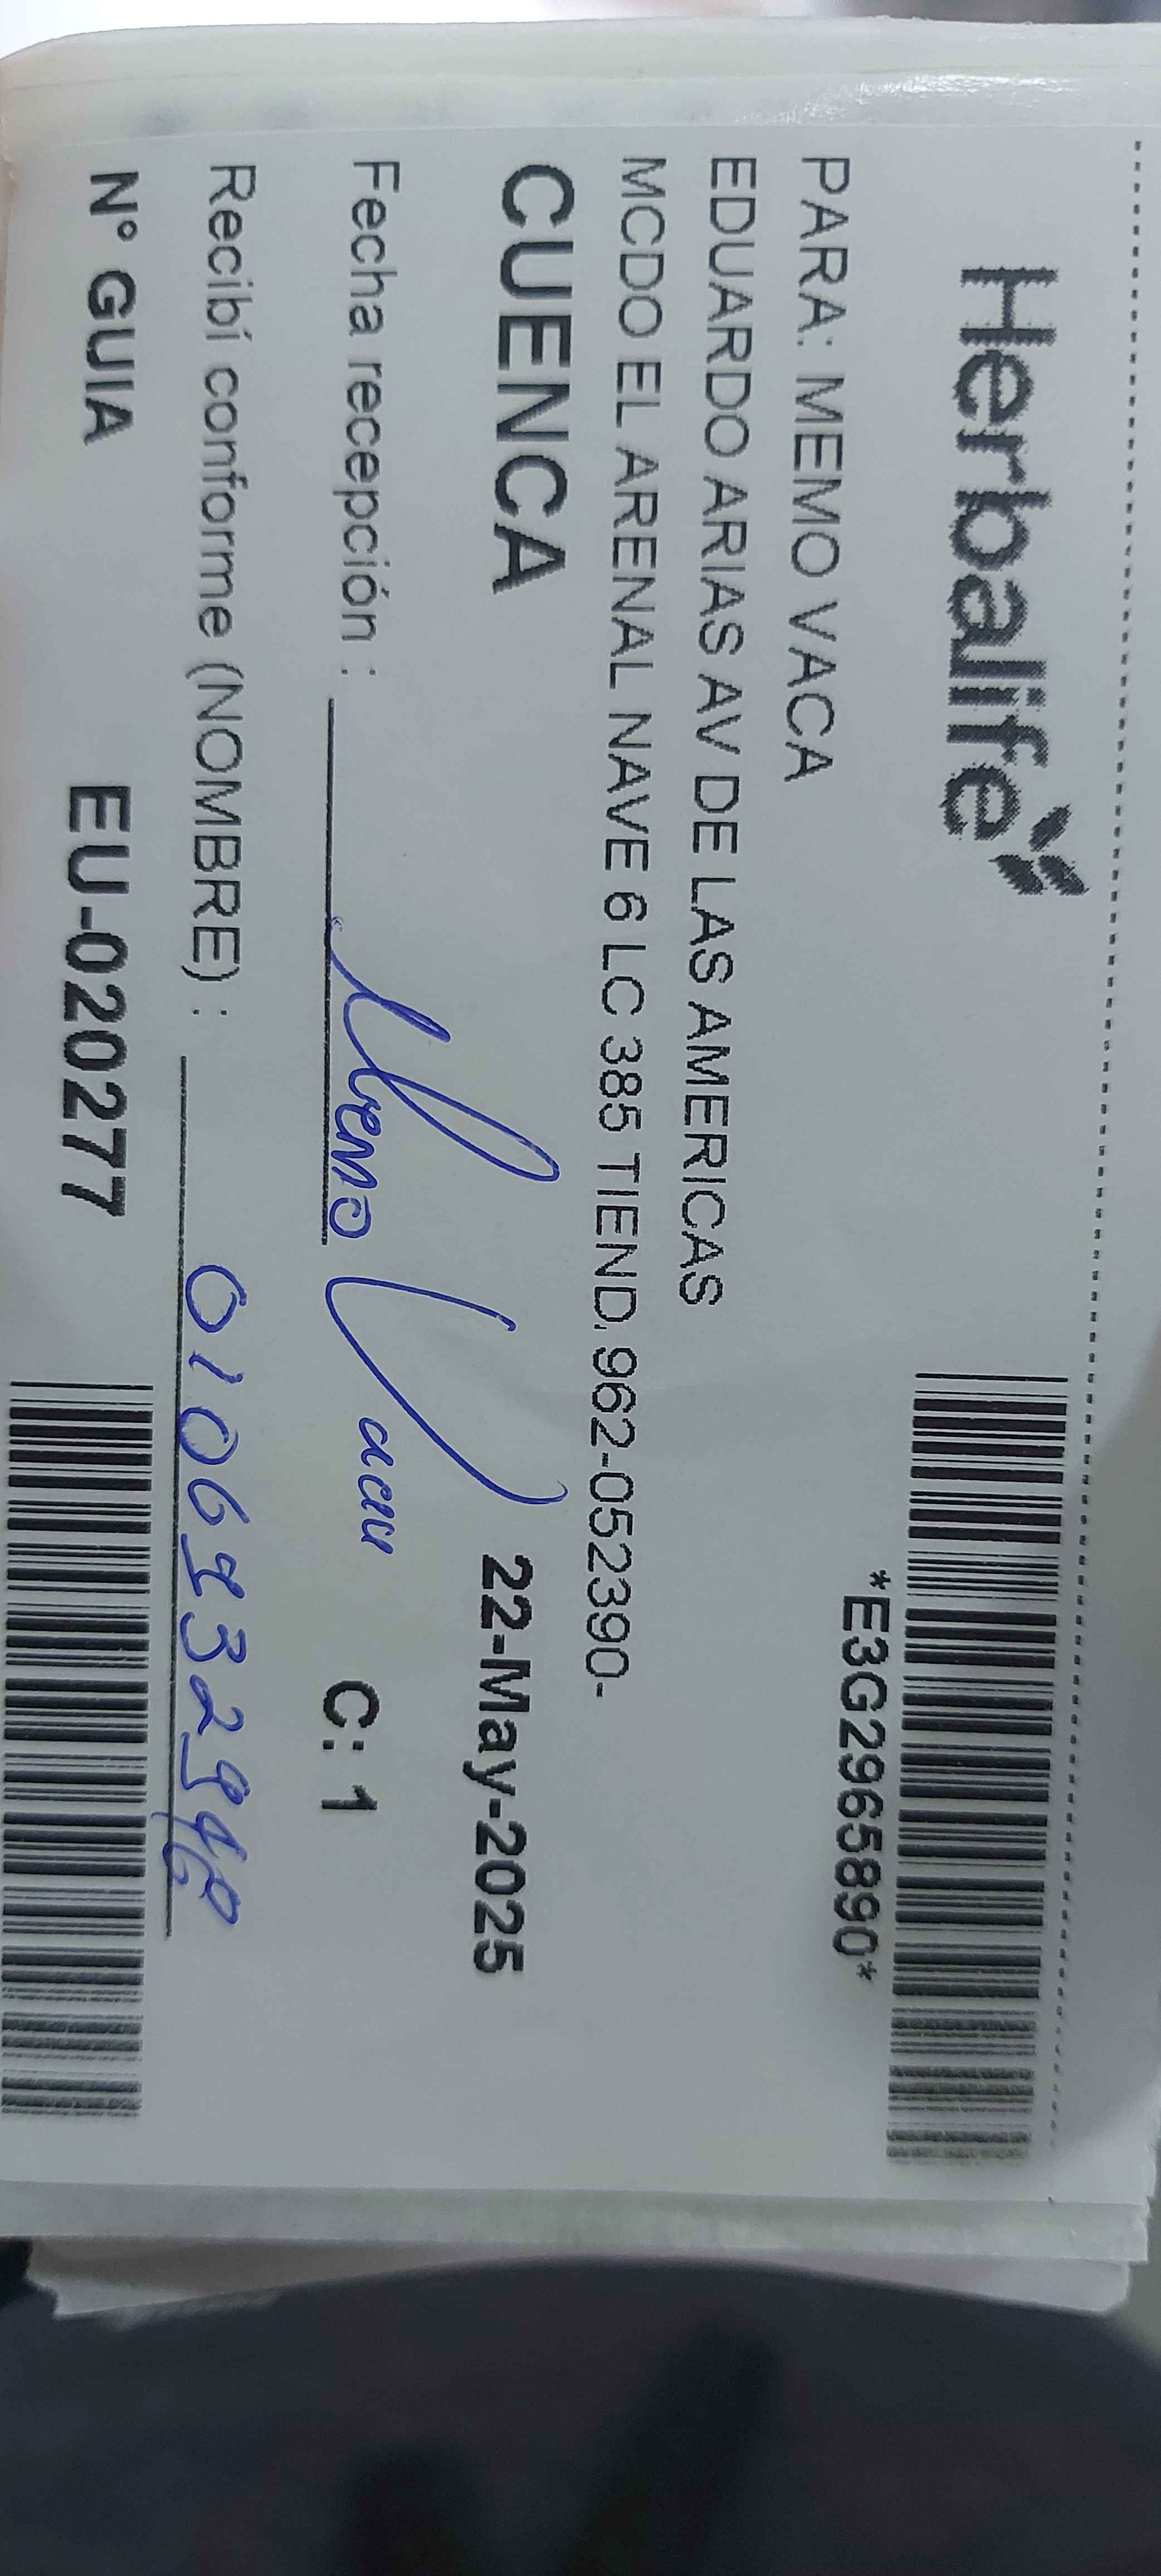 Herbalife
*E3G2965890*
PARA: MEMO VACA
EDUARDO ARIAS AV DE LAS AMERICAS
MCDO EL ARENAL NAVE 6 LC 385 TIEND, 962-052390-
CUENCA 22-May-2025
Fecha recepción : Memo Vaca C: 1
Recibí conforme (NOMBRE) :
N° GUIA EU-020277